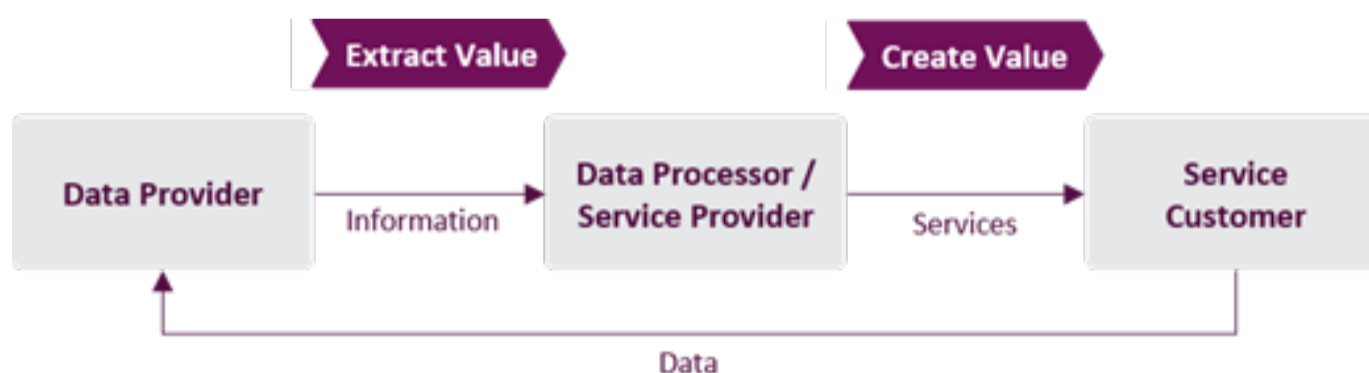 Extract Value
Create Value
Data Provider
Information
Data Processor /
Service Provider
Services
Service
Customer
Data